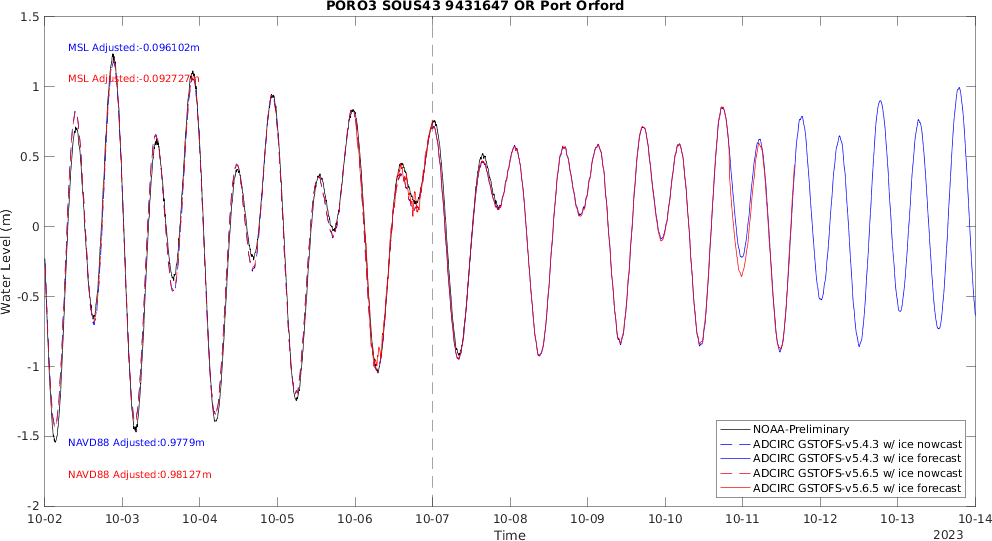 PORO3 SOUS43 9431647 OR Port Orford
1.5
1
0.5
0
-0.5
-1
-1.5
-2
Water Level (m)
MSL Adjusted:-0.096102m
MSL Adjusted:-0.092727m
NAVD88 Adjusted:0.9779m
NAVD88 Adjusted:0.98127m
NOAA-Preliminary
ADCIRC GSTOFS-v5.4.3 w/ ice nowcast
ADCIRC GSTOFS-v5.4.3 w/ ice forecast
ADCIRC GSTOFS-v5.6.5 w/ ice nowcast
ADCIRC GSTOFS-v5.6.5 w/ ice forecast
10-02 10-03 10-04 10-05 10-06 10-07 10-08 10-09 10-10 10-11 10-12 10-13 10-14
Time
2023